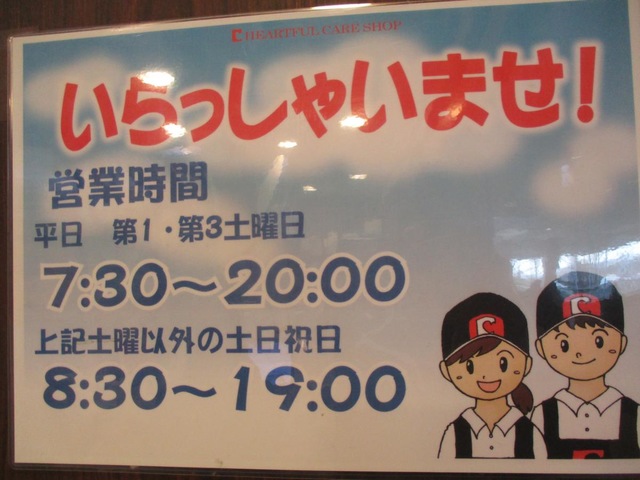 C HEARTFUL CARE SHOP
いらっしゃいませ!
営業時間
平日 第1・第3土曜日
7:30～20:00
上記土曜以外の土日祝日
8:30～19:00